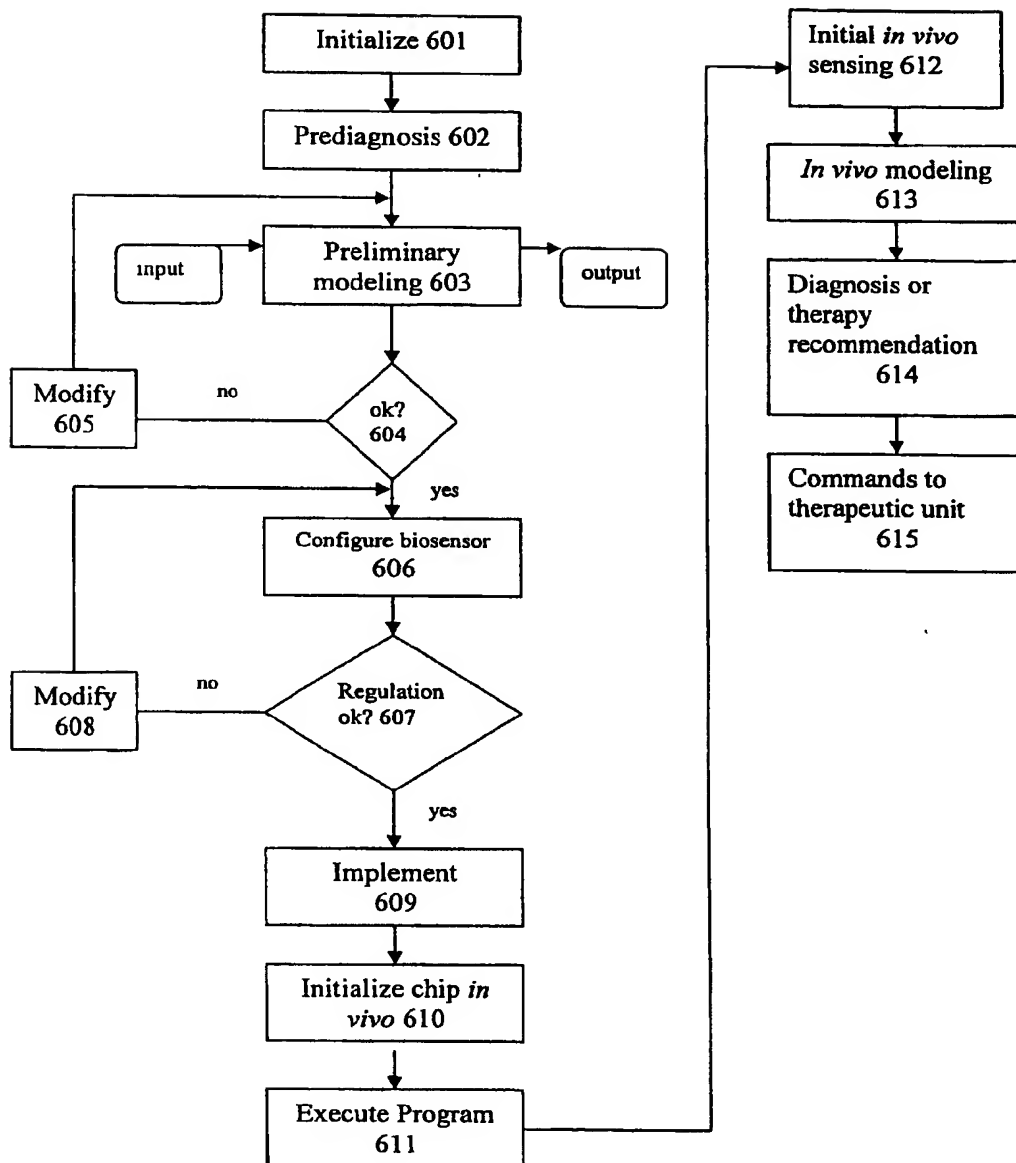 Initialize 601
Prediagnosis 602
input
Preliminary
modeling 603
output
Modify
605
no
ok?
604
yes
Configure biosensor
606
Modify
608
no
Regulation
ok? 607
yes
Implement
609
Initialize chip in
vivo 610
Execute Program
611
Initial in vivo
sensing 612
In vivo modeling
613
Diagnosis or
therapy
recommendation
614
Commands to
therapeutic unit
615